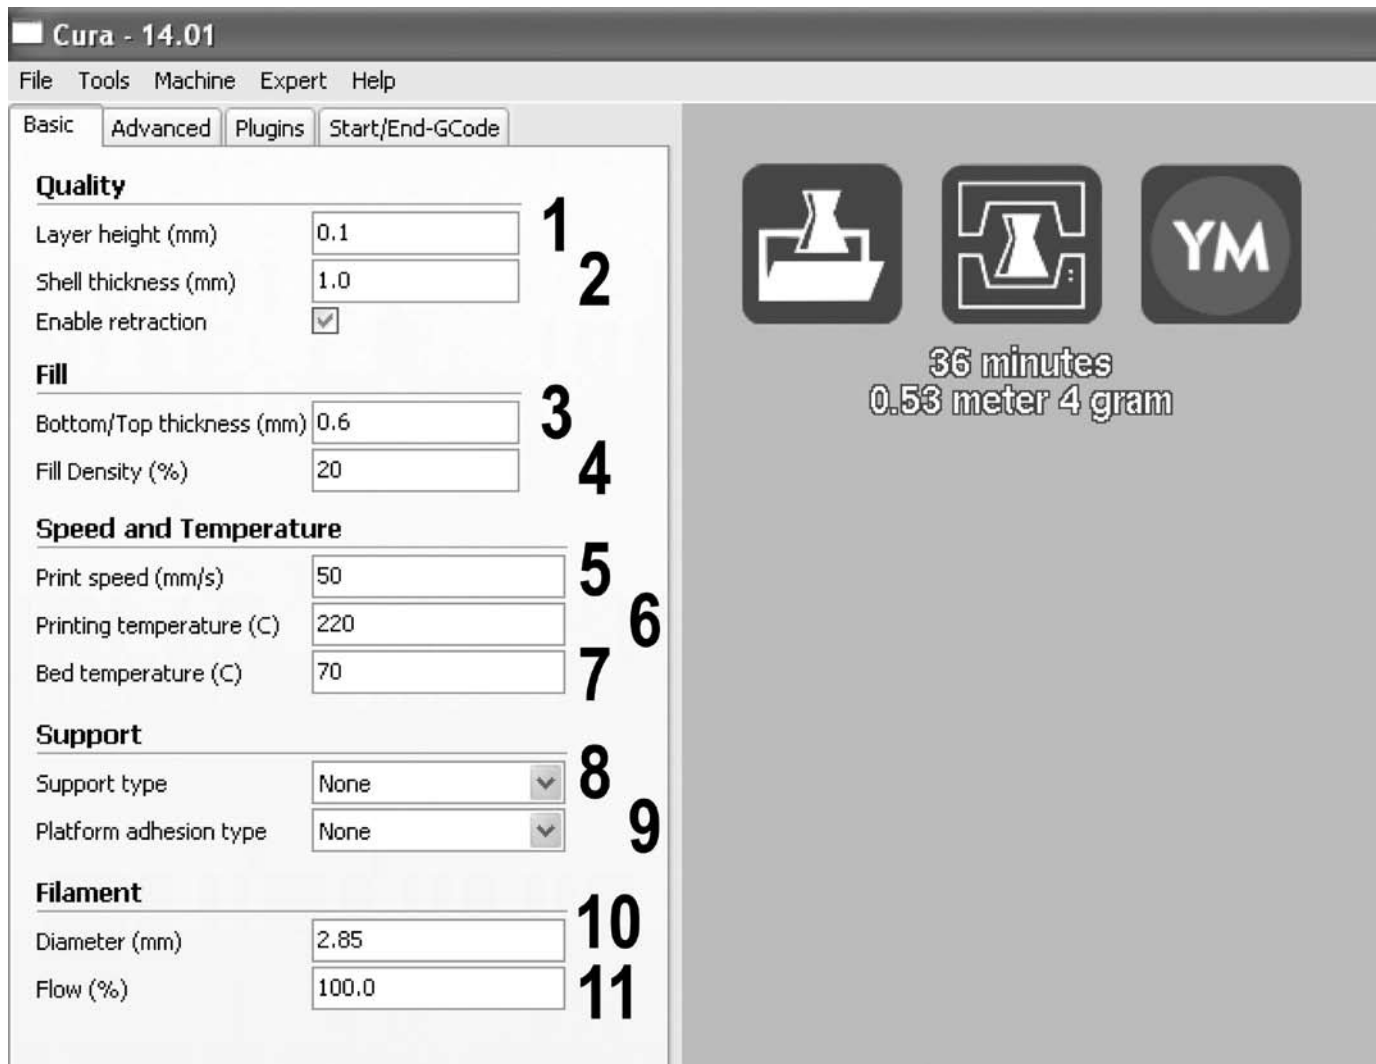 Cura - 14.01
File Tools Machine Expert Help
Basic Advanced Plugins Start/End-GCode
Quality
Layer height (mm) 0.1 1
Shell thickness (mm) 1.0 2
Enable retraction
Fill
Bottom/Top thickness (mm) 0.6 3
Fill Density (%) 20 4
Speed and Temperature
Print speed (mm/s) 50 5
Printing temperature (C) 220 6
Bed temperature (C) 70 7
Support
Support type None 8
Platform adhesion type None 9
Filament
Diameter (mm) 2.85 10
Flow (%) 100.0 11
YM
36 minutes
0.53 meter 4 gram